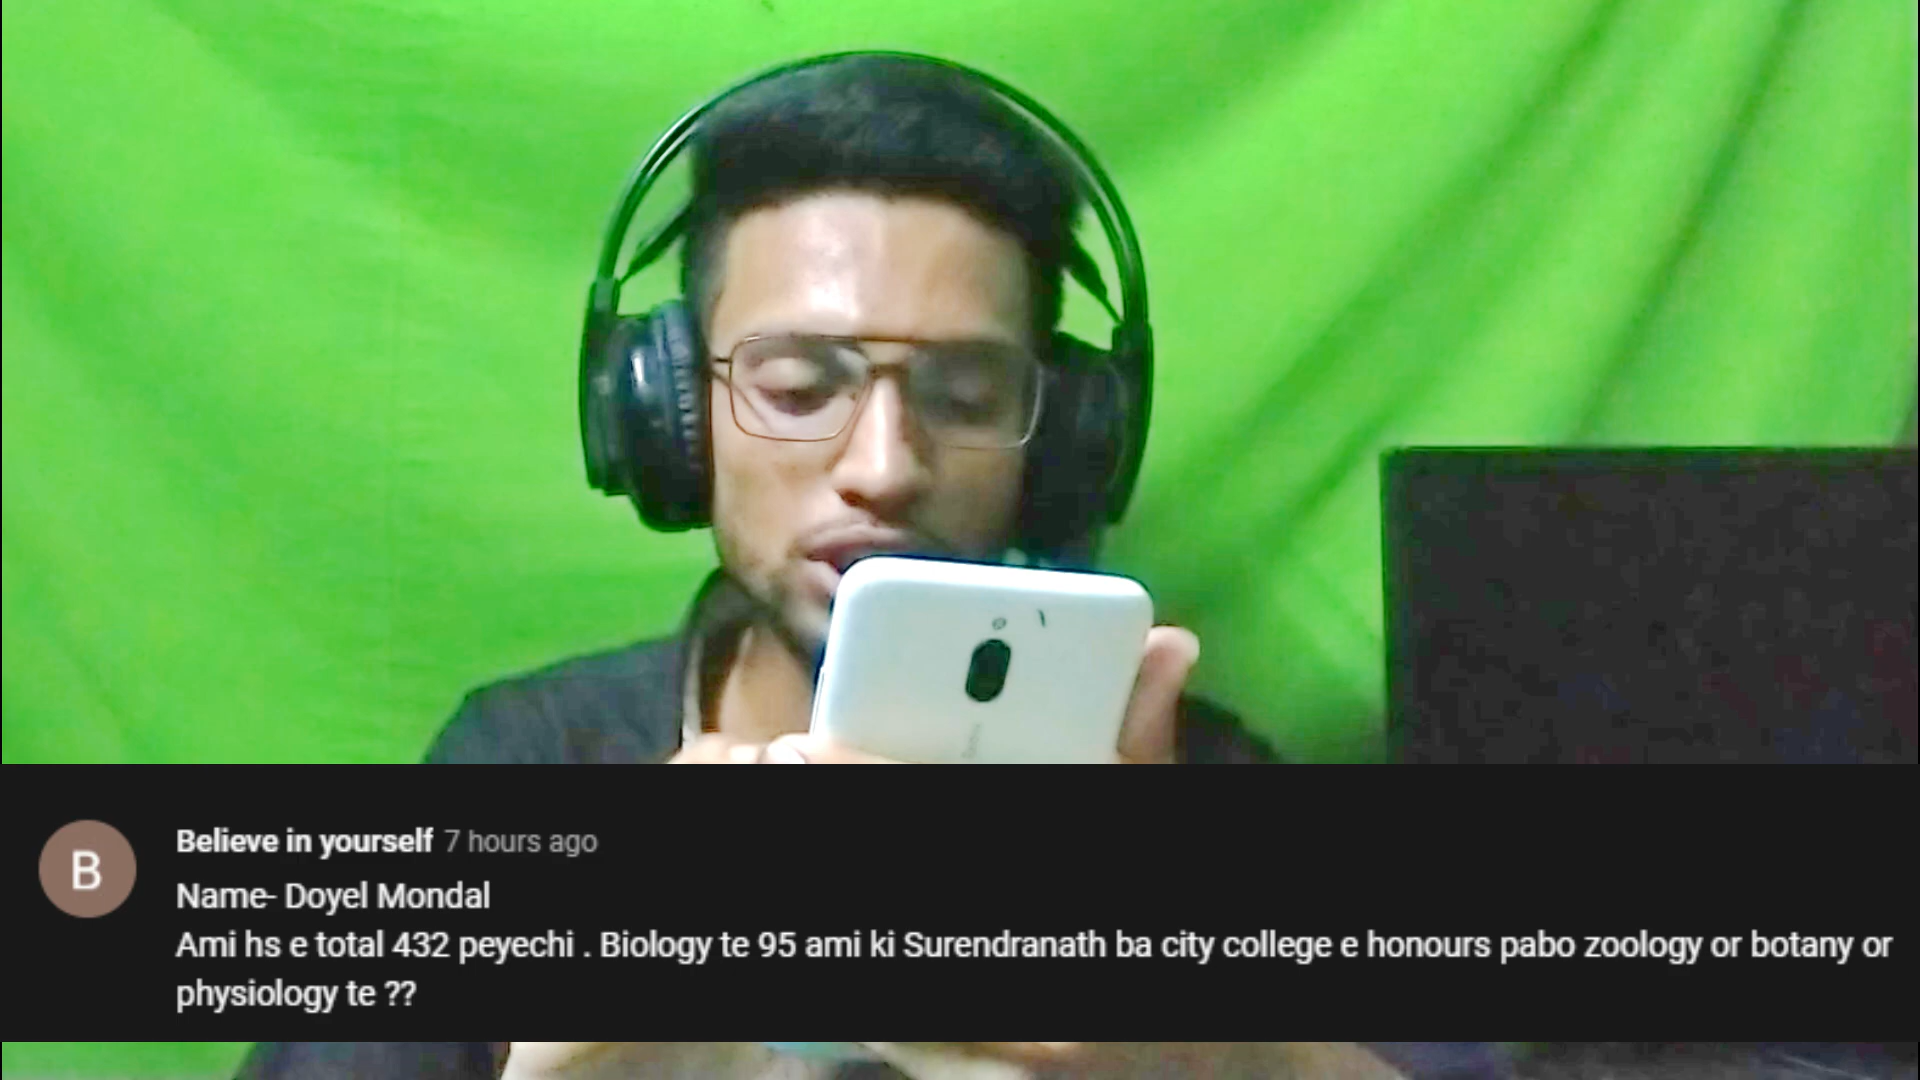 B
Believe in yourself 7 hours ago
Name- Doyel Mondal
Ami hs e total 432 peyechi . Biology te 95 ami ki Surendranath ba city college e honours pabo zoology or botany or
physiology te ??